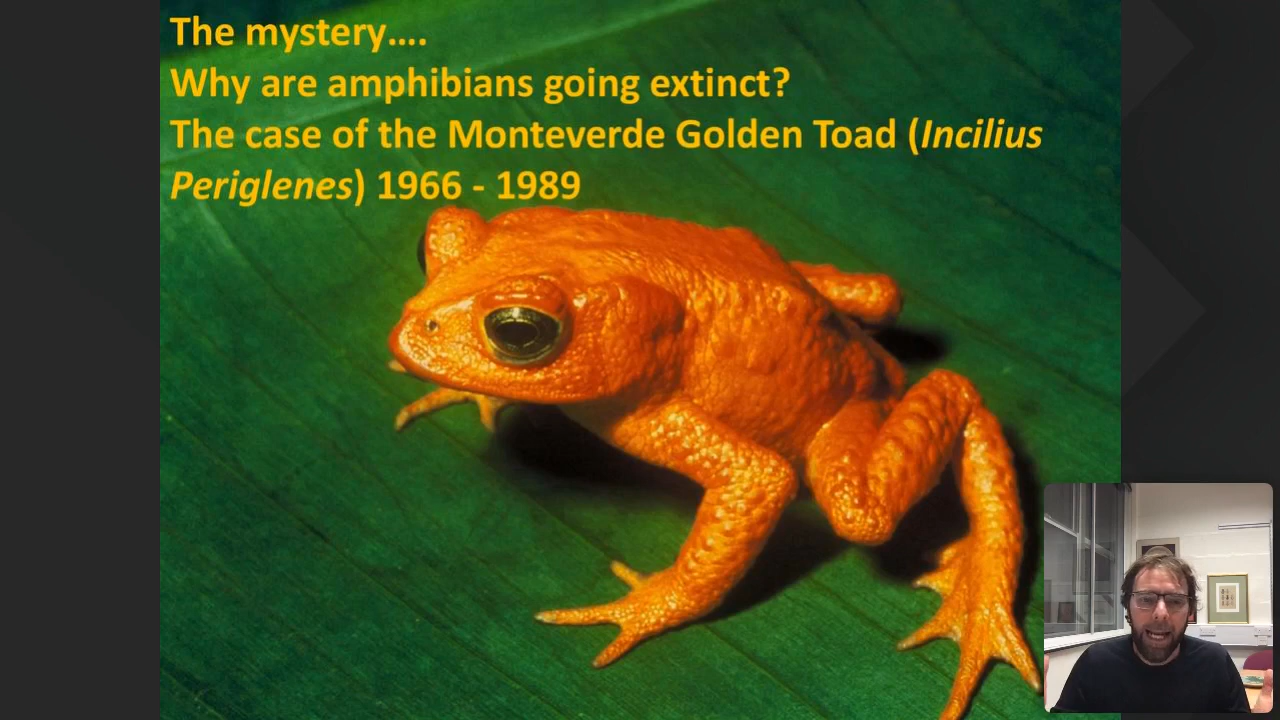 The mystery....
Why are amphibians going extinct?
The case of the Monteverde Golden Toad (Incilius
Periglenes) 1966 - 1989